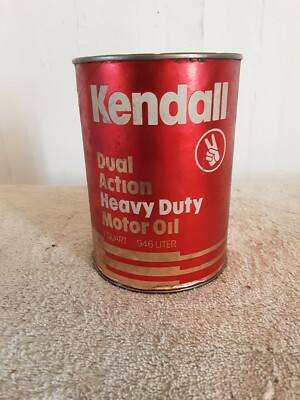 Kendall
Dual
Action
Heavy Duty
Motor Oil
1 QUART .946 LITER